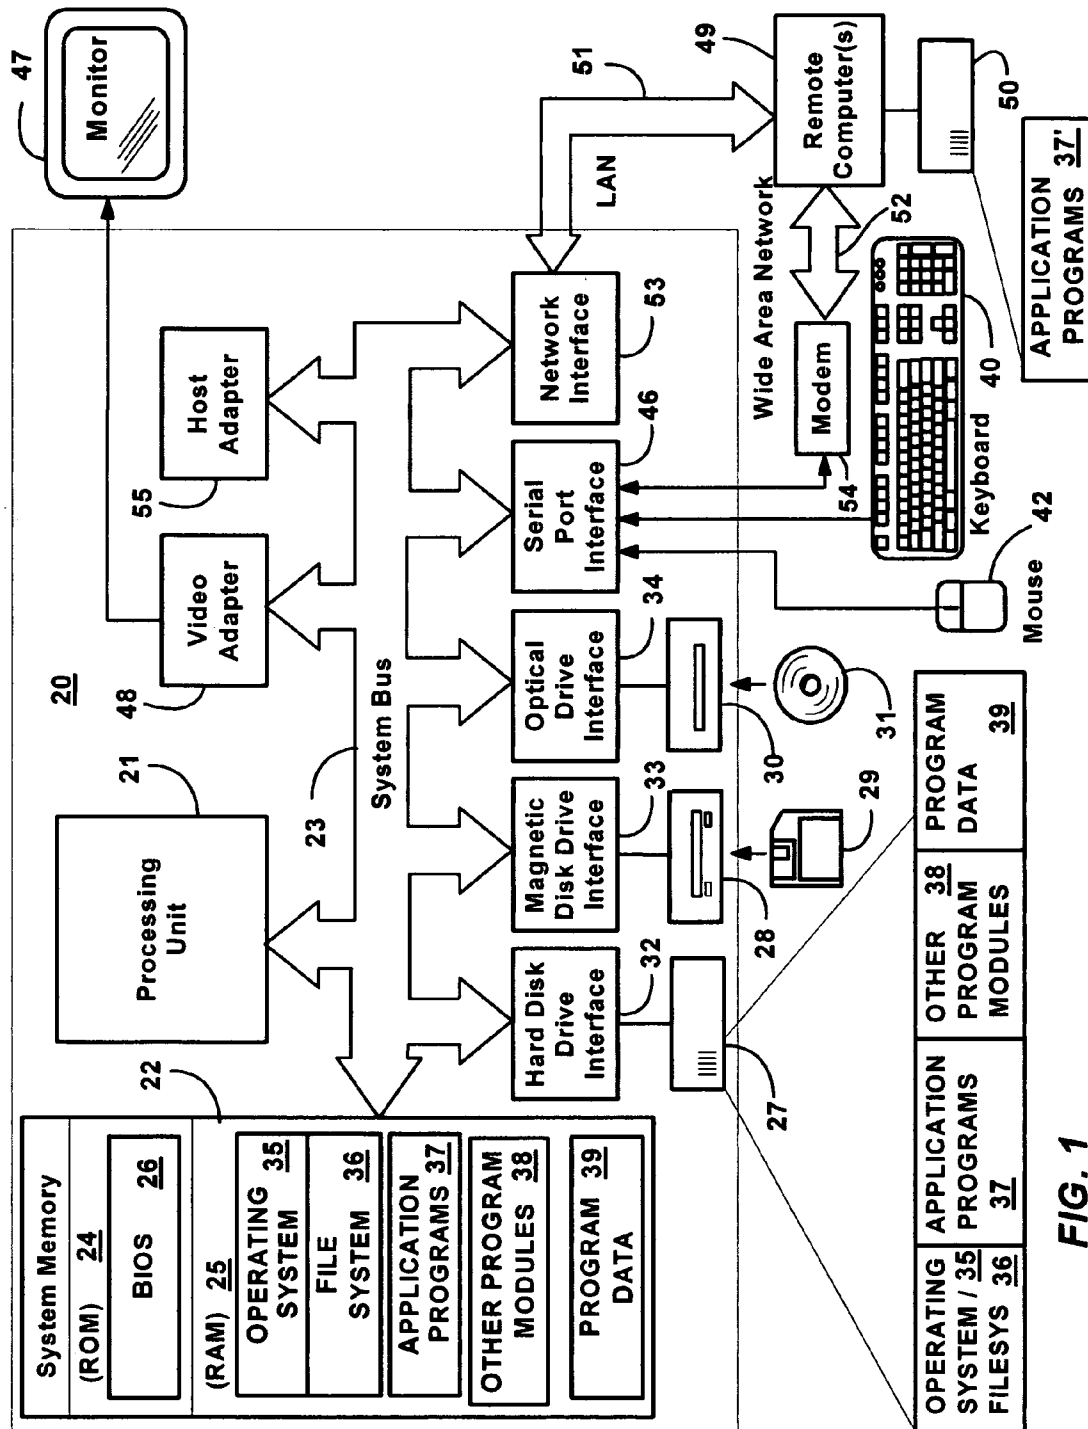 System Memory
(ROM) 24
BIOS 26
(RAM) 25
OPERATING
SYSTEM 35
FILE
SYSTEM 36
APPLICATION
PROGRAMS 37
OTHER PROGRAM
MODULES 38
PROGRAM
DATA 39
22
20
21
Processing
Unit
48
Video
Adapter
55
Host
Adapter
47
Monitor
23
System Bus
Hard Disk
Drive
Interface
32
Magnetic
Disk Drive
Interface
33
Optical
Drive
Interface
34
Serial
Port
Interface
46
Network
Interface
53
LAN
51
27
28
29
30
31
Wide Area Network
52
Modem
54
49
Remote
Computer(s)
50
Keyboard
40
Mouse
42
OPERATING
SYSTEM / 35
FILESYS 36
APPLICATION
PROGRAMS
37
OTHER 38
PROGRAM
MODULES
PROGRAM
DATA 39
APPLICATION
PROGRAMS 37'
FIG. 1